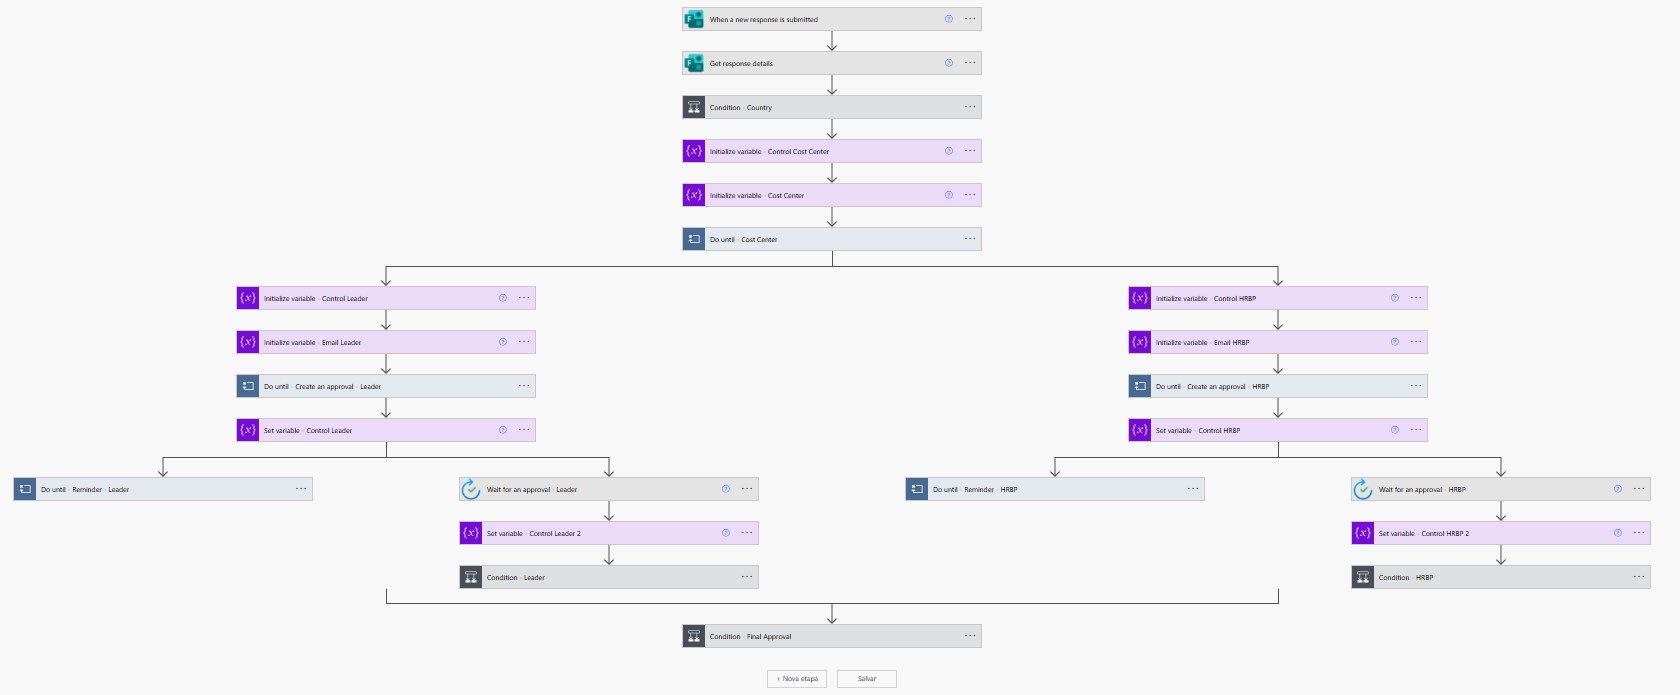 When a new response is submitted
Get response details
Condition - Country
Initialize variable - Control Cost Center
Initialize variable - Cost Center
Do until - Cost Center
Initialize variable - Control Leader
Initialize variable - Control HRBP
Initialize variable - Email Leader
Initialize variable - Email HRBP
Do until - Create an approval - Leader
Do until - Create an approval - HRBP
Set variable - Control Leader
Set variable - Control HRBP
Do until - Reminder - Leader
Wait for an approval - Leader
Do until - Reminder - HRBP
Wait for an approval - HRBP
Set variable - Control Leader 2
Set variable - Control HRBP 2
Condition - Leader
Condition - HRBP
Condition - Final Approval
+ Nova etapa
Salvar